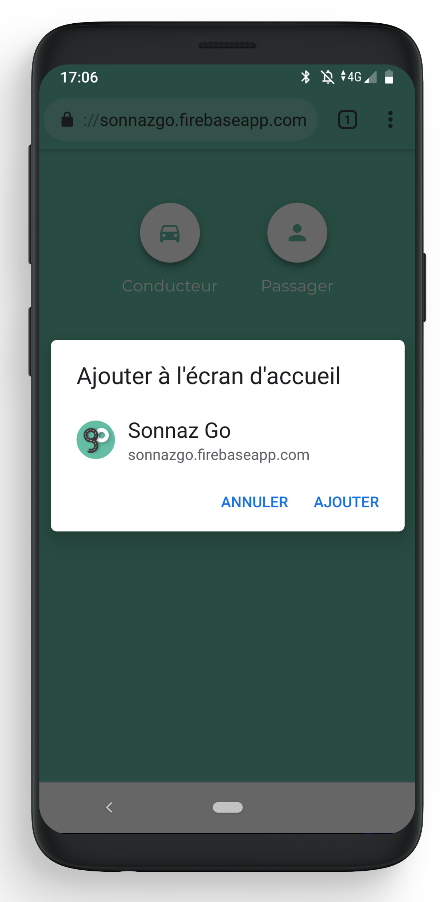 17:06
4G
://sonnazgo.firebaseapp.com
1
Conducteur
Passager
Ajouter à l'écran d'accueil
go
Sonnaz Go
sonnazgo.firebaseapp.com
ANNULER
AJOUTER